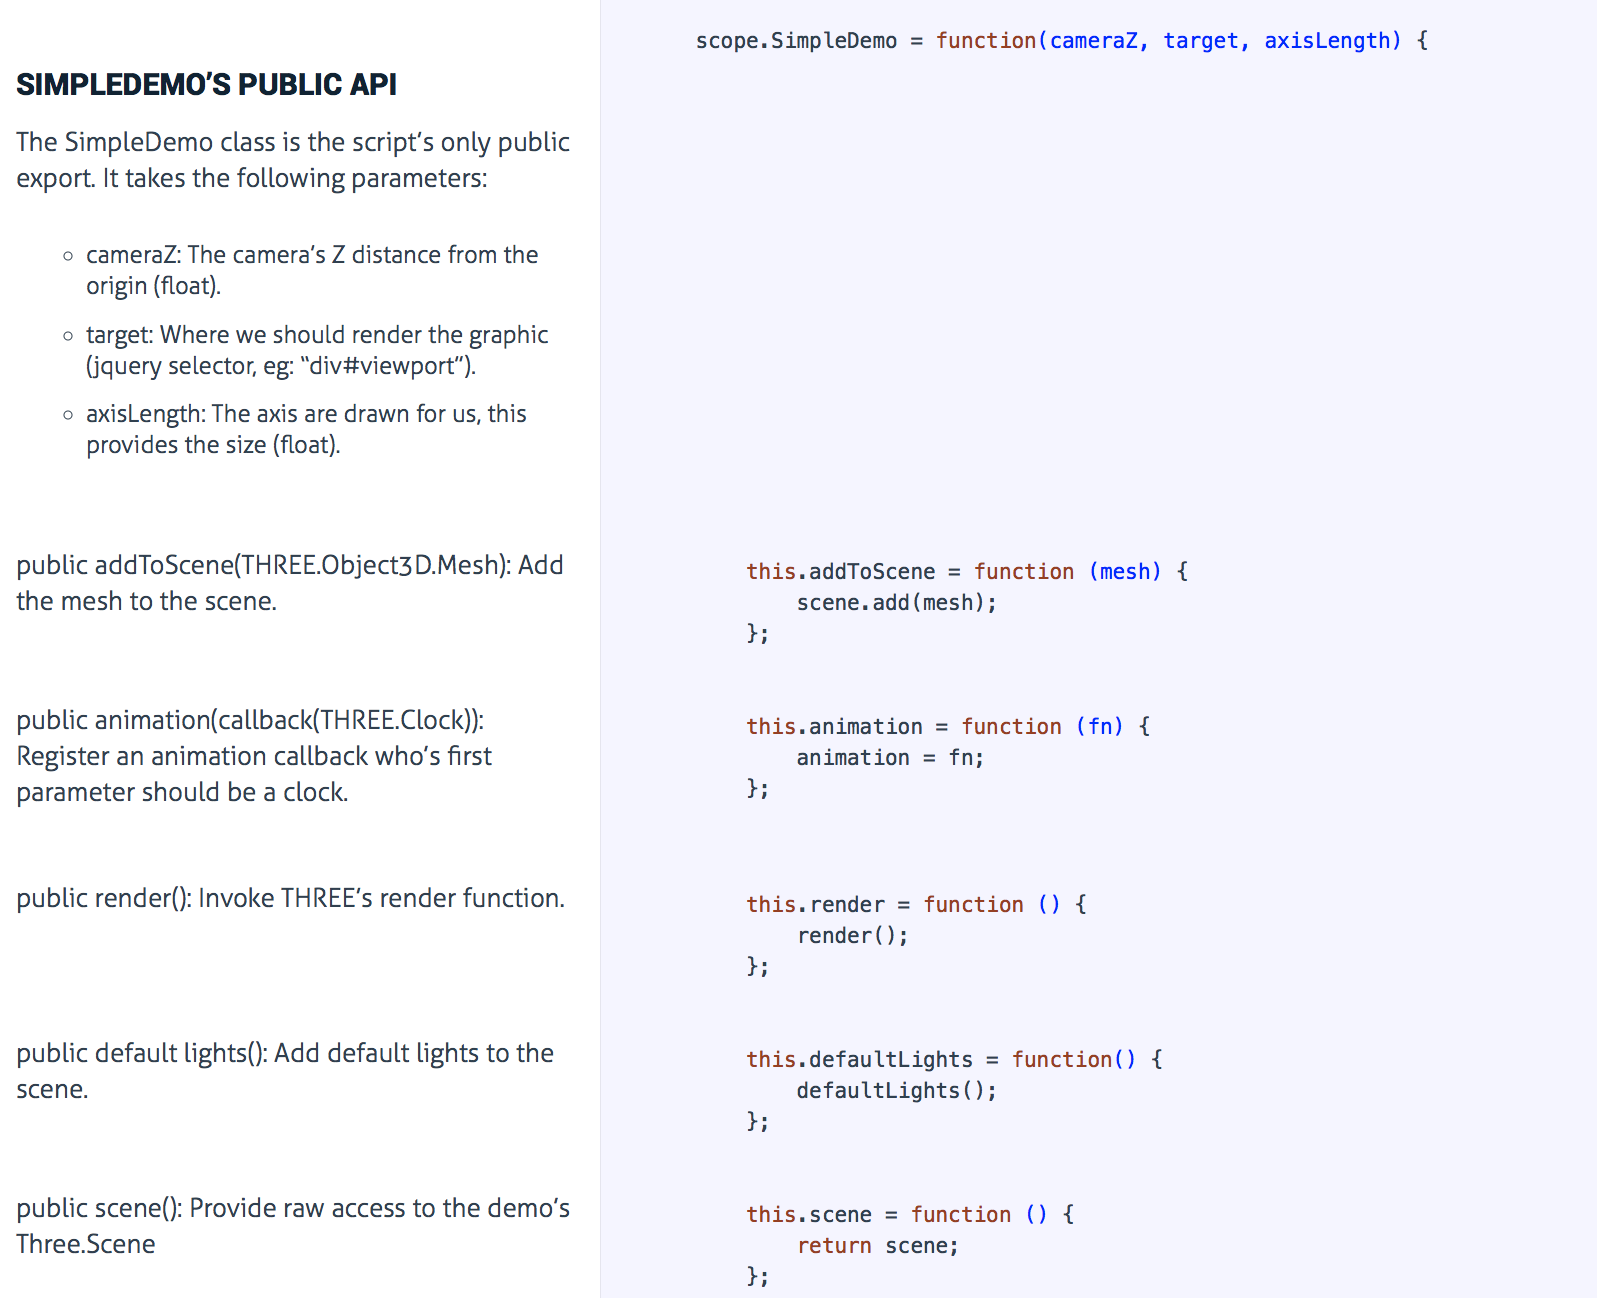 scope.SimpleDemo = function(cameraZ, target, axisLength) {
SIMPLEDEMO’S PUBLIC API
The SimpleDemo class is the script’s only public
export. It takes the following parameters:
◦ cameraZ: The camera’s Z distance from the
origin (float).
◦ target: Where we should render the graphic
(jquery selector, eg: “div#viewport”).
◦ axisLength: The axis are drawn for us, this
provides the size (float).
public addToScene(THREE.Object3D.Mesh): Add
the mesh to the scene.
this.addToScene = function (mesh) {
scene.add(mesh);
};
public animation(callback(THREE.Clock)):
Register an animation callback who’s first
parameter should be a clock.
this.animation = function (fn) {
animation = fn;
};
public render(): Invoke THREE’s render function.
this.render = function () {
render();
};
public default lights(): Add default lights to the
scene.
this.defaultLights = function() {
defaultLights();
};
public scene(): Provide raw access to the demo’s
Three.Scene
this.scene = function () {
return scene;
};